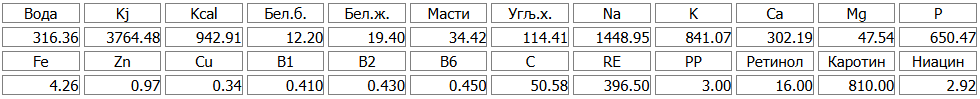 Вода Kj Kcal Бел.б. Бел.ж. Масти Угљ.х. Na K Ca Mg P
316.36 3764.48 942.91 12.20 19.40 34.42 114.41 1448.95 841.07 302.19 47.54 650.47
Fe Zn Cu B1 B2 B6 C RE PP Ретинол Каротин Ниацин
4.26 0.97 0.34 0.410 0.430 0.450 50.58 396.50 3.00 16.00 810.00 2.92